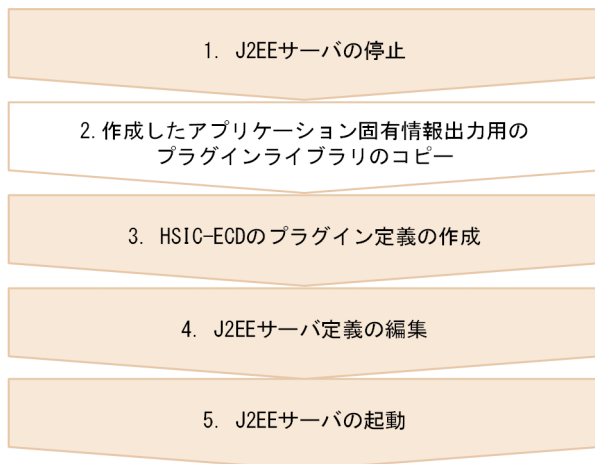 1. J2EEサーバの停止
2.作成したアプリケーション固有情報出力用の
プラグインライブラリのコピー
3. HSIC-ECDのプラグイン定義の作成
4. J2EEサーバ定義の編集
5. J2EEサーバの起動